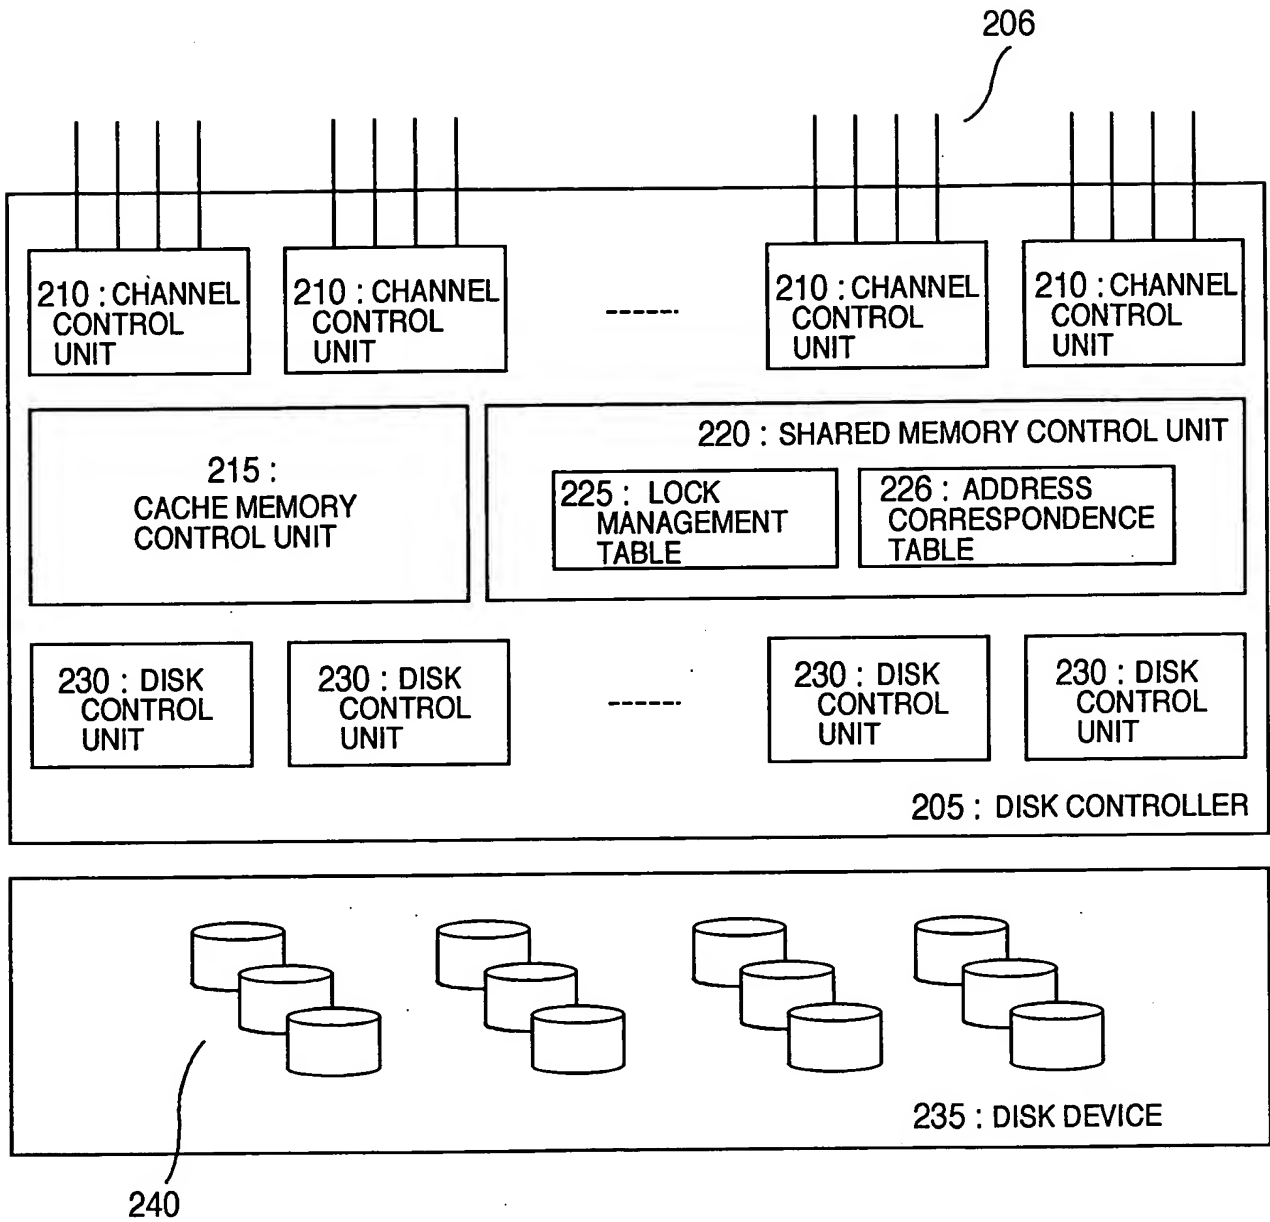 206
210 : CHANNEL
CONTROL
UNIT
210 : CHANNEL
CONTROL
UNIT
------
210 : CHANNEL
CONTROL
UNIT
210 : CHANNEL
CONTROL
UNIT
215 :
CACHE MEMORY
CONTROL UNIT
220 : SHARED MEMORY CONTROL UNIT
225 : LOCK
MANAGEMENT
TABLE
226 : ADDRESS
CORRESPONDENCE
TABLE
230 : DISK
CONTROL
UNIT
230 : DISK
CONTROL
UNIT
------
230 : DISK
CONTROL
UNIT
230 : DISK
CONTROL
UNIT
205 : DISK CONTROLLER
235 : DISK DEVICE
240